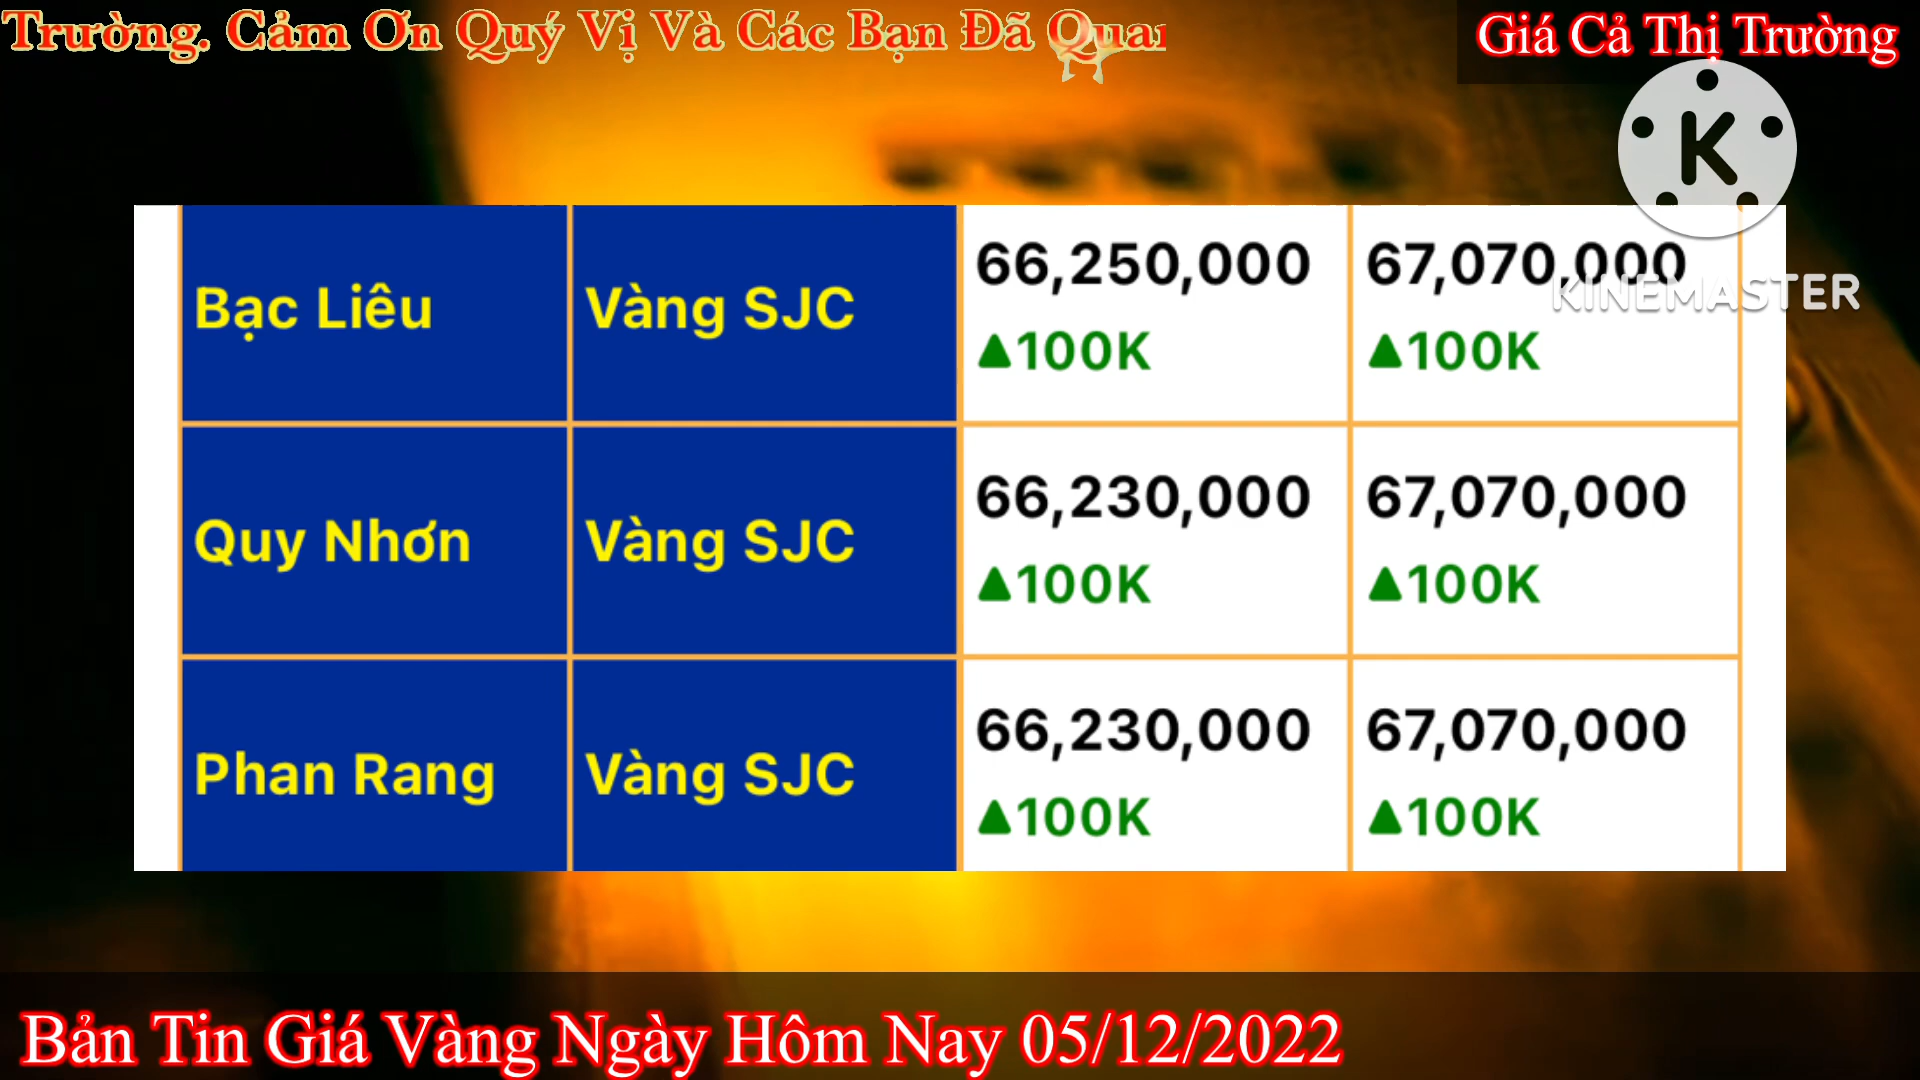 Trường. Cảm Ơn Quý Vị Và Các Bạn Đã
Giá Cả Thị Trường
K
KINEMASTER
Bạc Liêu Vàng SJC 66,250,000 67,070,000
▲100K ▲100K
Quy Nhơn Vàng SJC 66,230,000 67,070,000
▲100K ▲100K
Phan Rang Vàng SJC 66,230,000 67,070,000
▲100K ▲100K
Bản Tin Giá Vàng Ngày Hôm Nay 05/12/2022